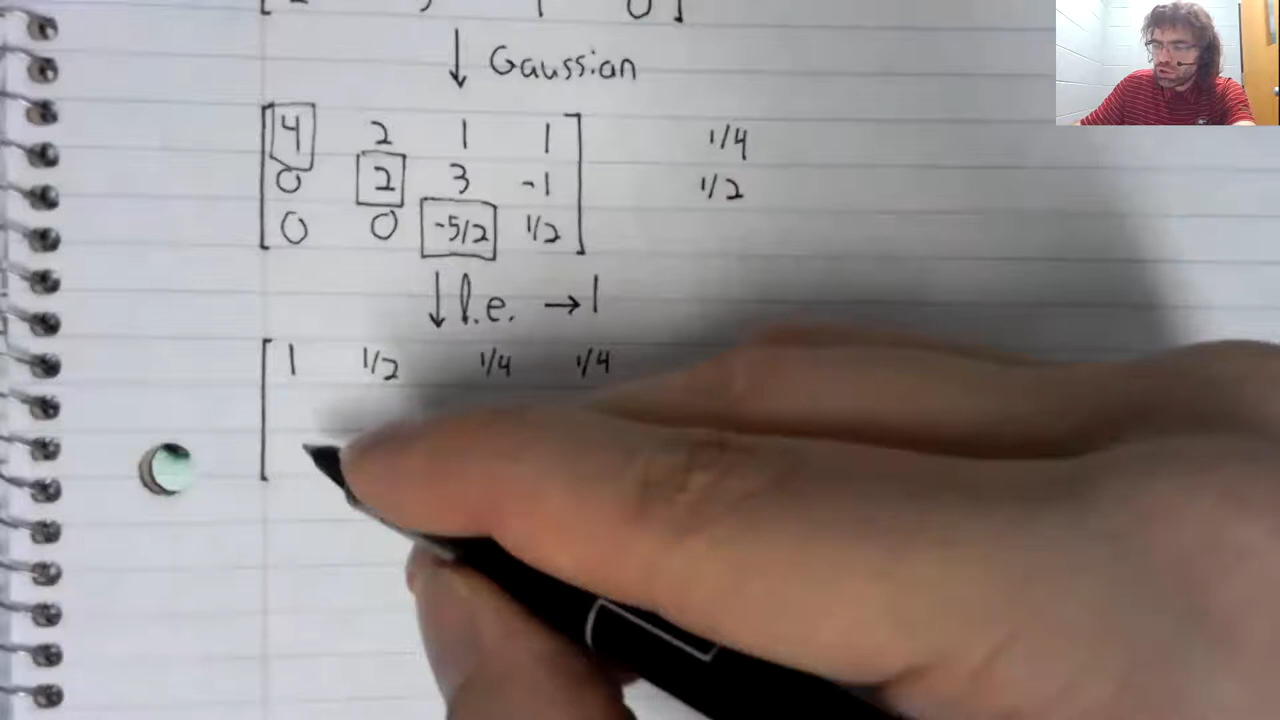 ↓ Gaussian
4 2 1 1 1/4
0 2 3 -1 1/2
0 0 -5/2 1/2
↓ l.e. → 1
1 1/2 1/4 1/4